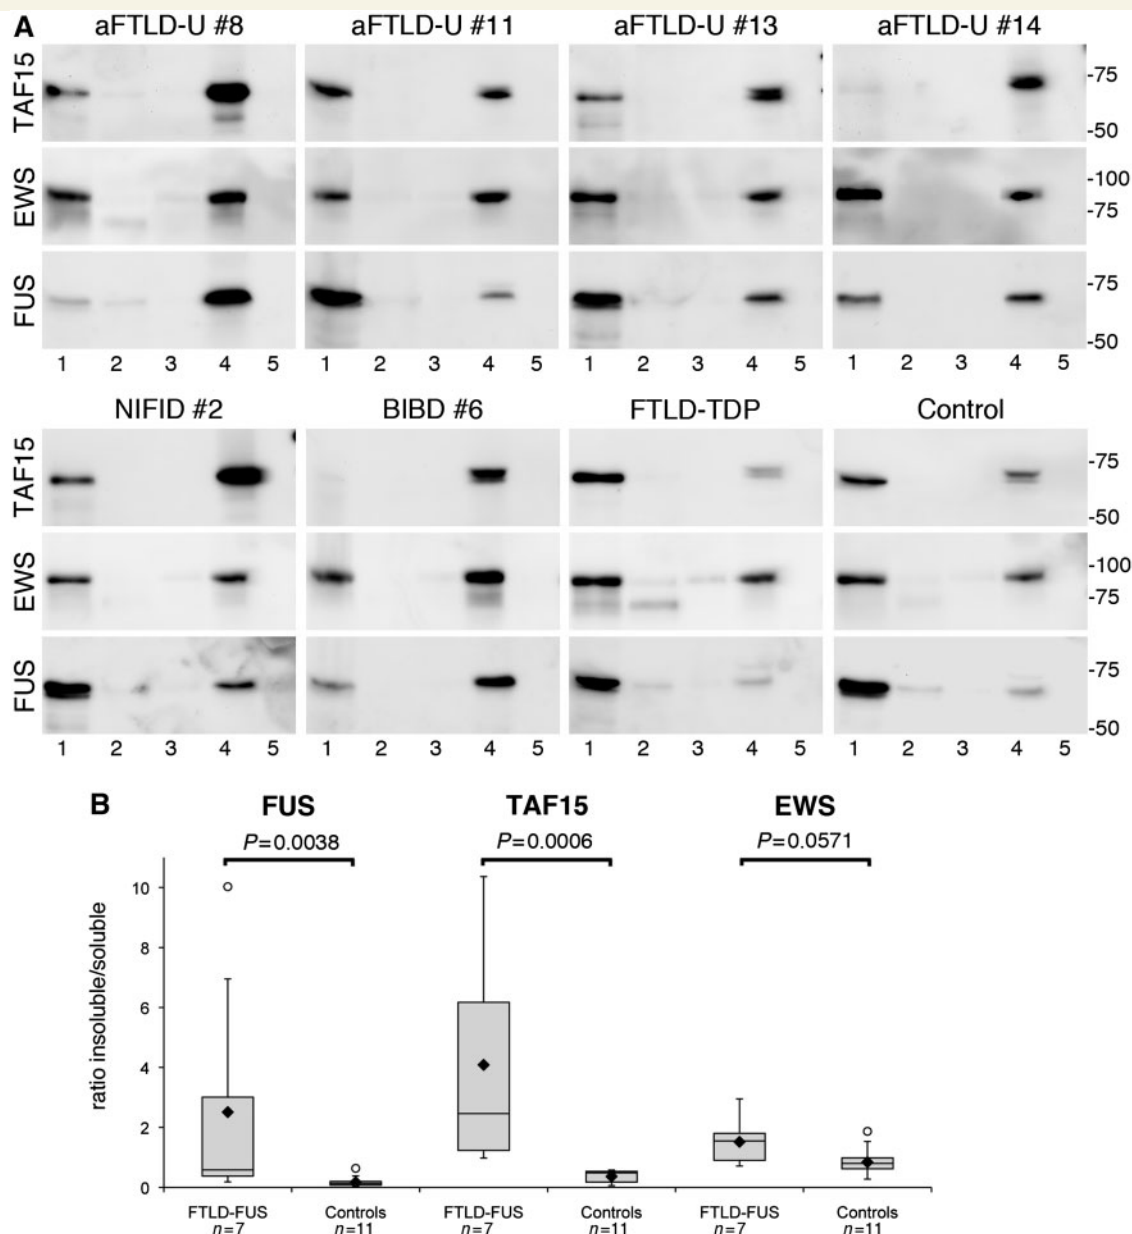 A
aFTLD-U #8 aFTLD-U #11 aFTLD-U #13 aFTLD-U #14
TAF15 -75
-50
EWS -100
-75
FUS -75
-50
1 2 3 4 5 1 2 3 4 5 1 2 3 4 5 1 2 3 4 5
NIFID #2 BIBD #6 FTLD-TDP Control
TAF15 -75
-50
EWS -100
-75
FUS -75
-50
1 2 3 4 5 1 2 3 4 5 1 2 3 4 5 1 2 3 4 5
B
FUS TAF15 EWS
P=0.0038 P=0.0006 P=0.0571
ratio insoluble/soluble
10
8
6
4
2
0
FTLD-FUS Controls FTLD-FUS Controls FTLD-FUS Controls
n=7 n=11 n=7 n=11 n=7 n=11